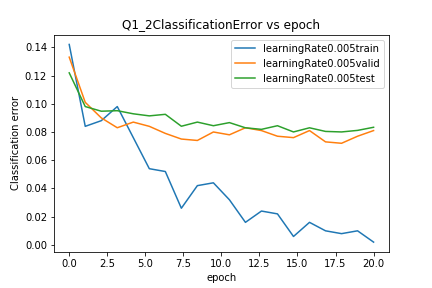 Q1_2ClassificationError vs epoch
learningRate0.005train
learningRate0.005valid
learningRate0.005test
Classification error
0.14
0.12
0.10
0.08
0.06
0.04
0.02
0.00
0.0 2.5 5.0 7.5 10.0 12.5 15.0 17.5 20.0
epoch